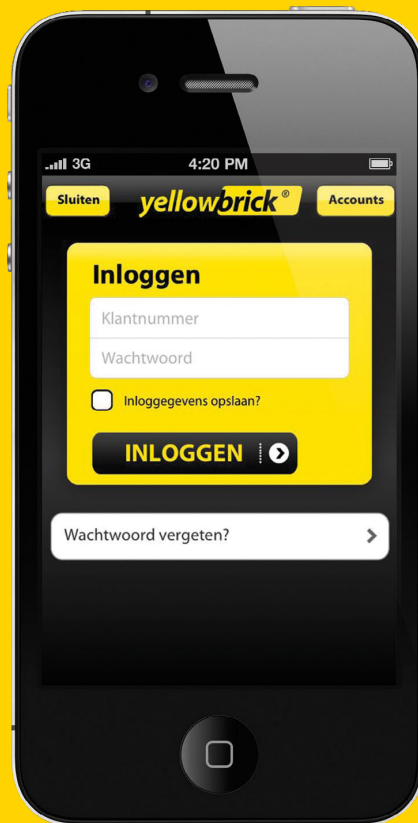 3G 4:20 PM
Sluiten yellowbrick® Accounts
Inloggen
Klantnummer
Wachtwoord
Inloggegevens opslaan?
INLOGGEN
Wachtwoord vergeten?